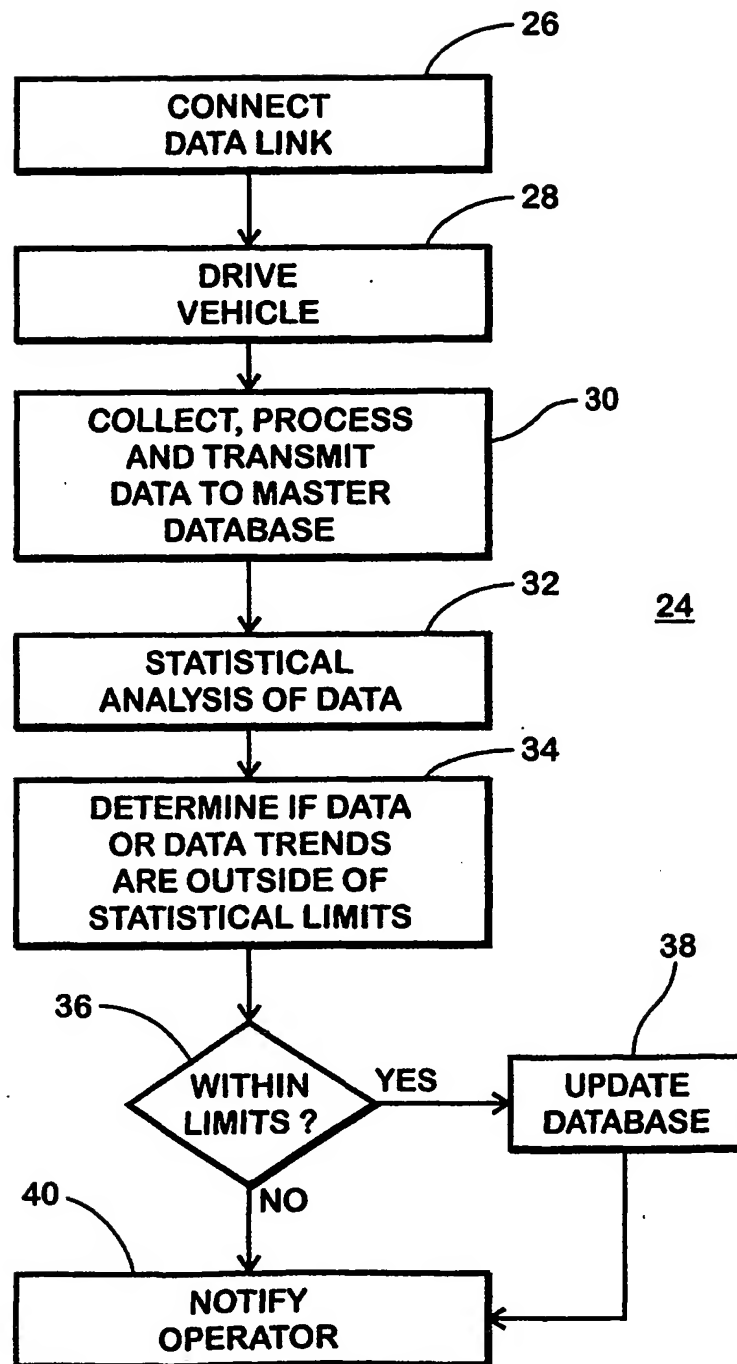 26
CONNECT
DATA LINK
28
DRIVE
VEHICLE
30
COLLECT, PROCESS
AND TRANSMIT
DATA TO MASTER
DATABASE
32
STATISTICAL
ANALYSIS OF DATA
24
34
DETERMINE IF DATA
OR DATA TRENDS
ARE OUTSIDE OF
STATISTICAL LIMITS
36
WITHIN
LIMITS ?
YES
38
UPDATE
DATABASE
NO
40
NOTIFY
OPERATOR